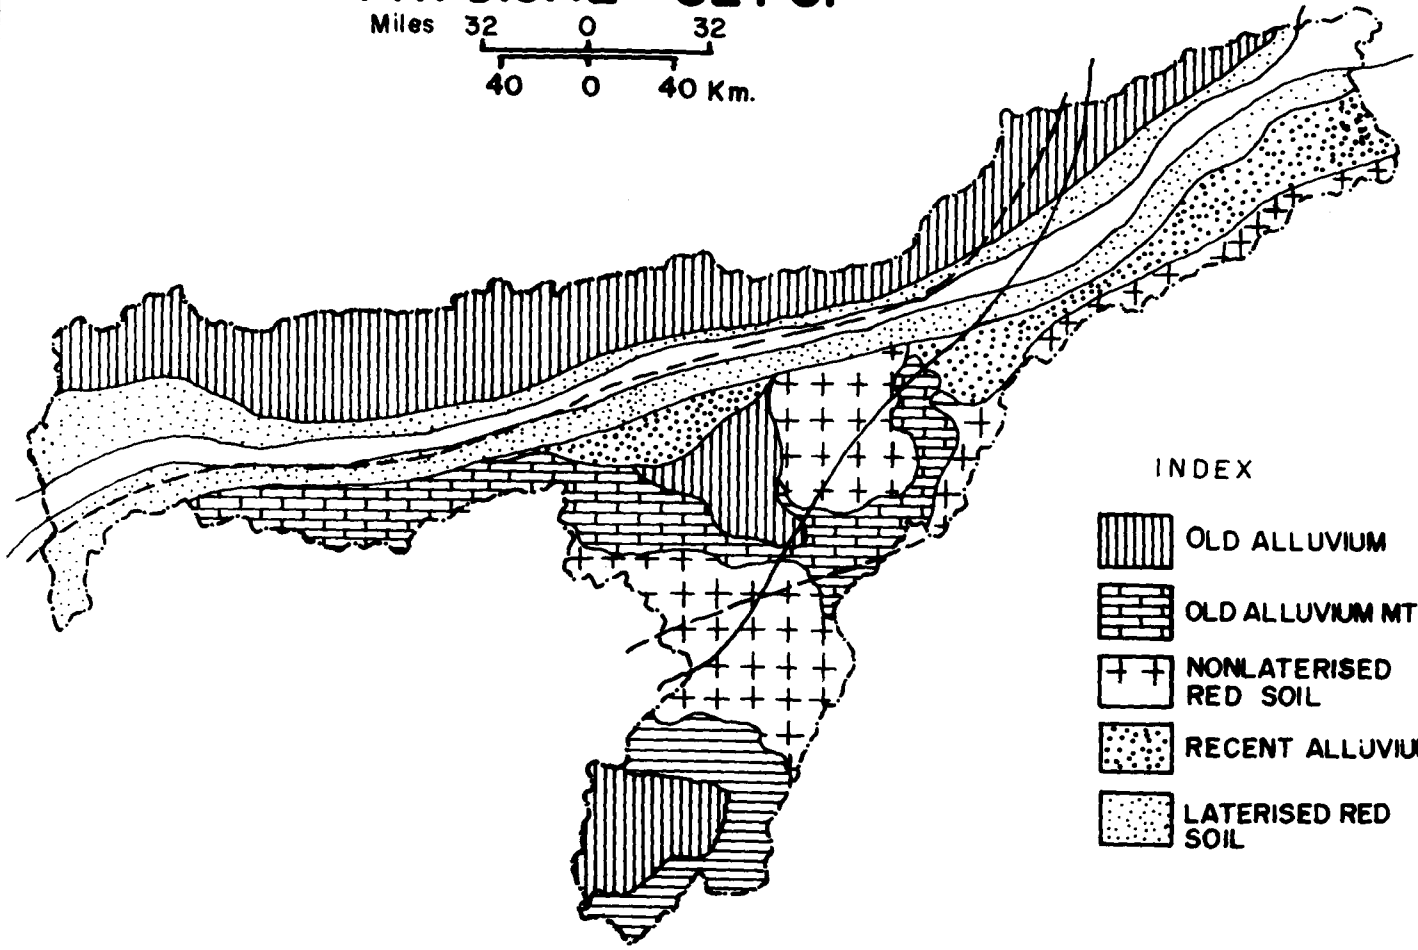 Miles 32 0 32
40 0 40 Km.
INDEX
OLD ALLUVIUM
OLD ALLUVIUM MT
NONLATERISED
RED SOIL
RECENT ALLUVIU
LATERISED RED
SOIL